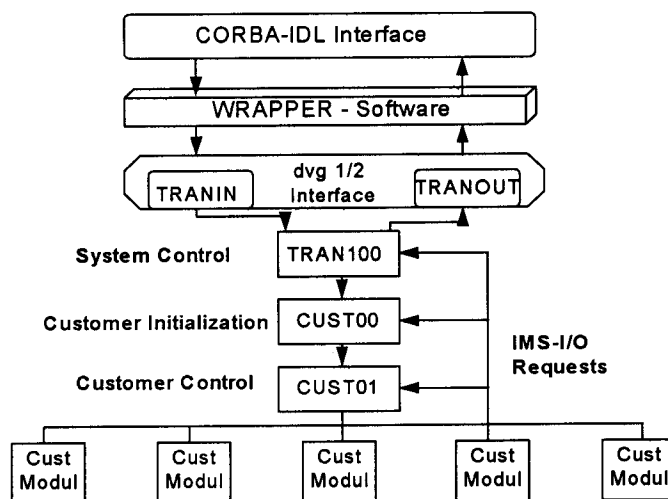 CORBA-IDL Interface
WRAPPER - Software
dvg 1/2
Interface
TRANIN
TRANOUT
System Control
TRAN100
Customer Initialization
CUST00
IMS-I/O
Requests
Customer Control
CUST01
Cust
Modul
Cust
Modul
Cust
Modul
Cust
Modul
Cust
Modul